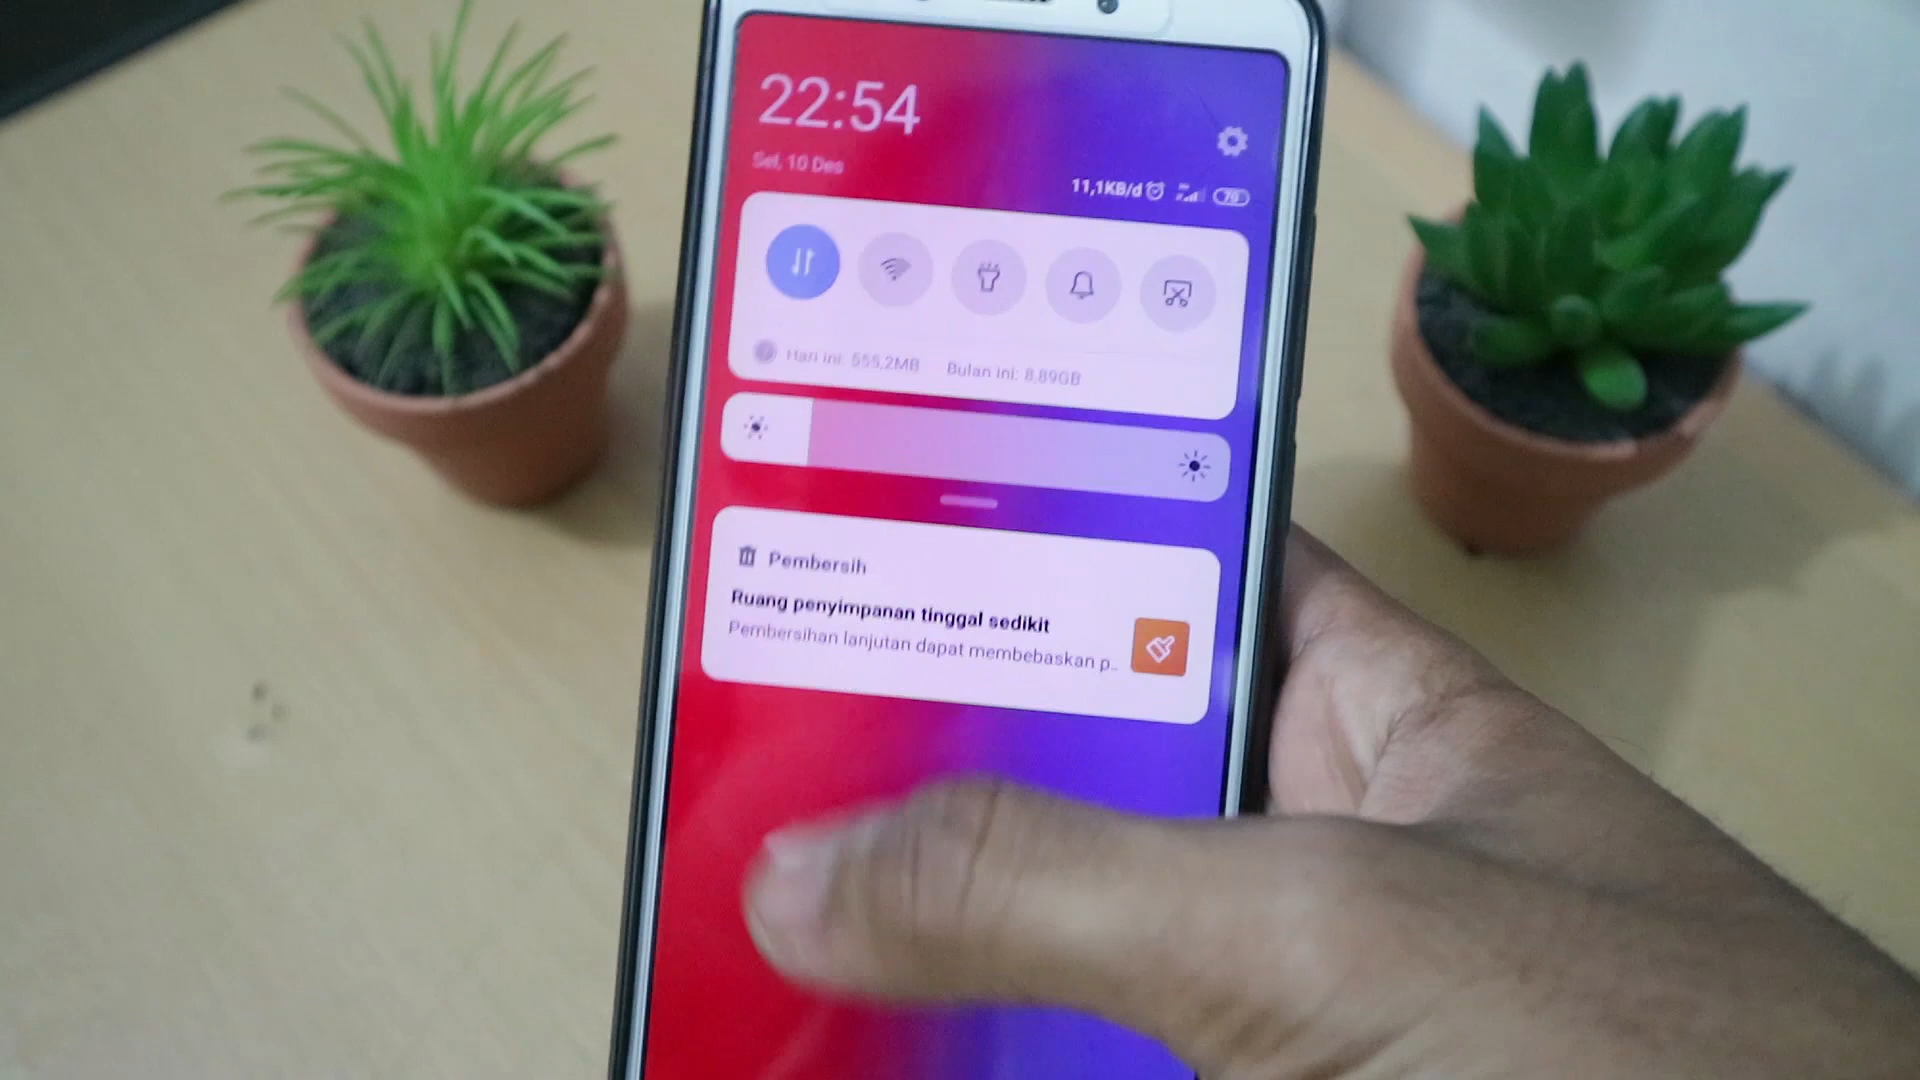 22:54
Sel, 10 Des
11,1KB/d
70
Hari ini: 555,2MB Bulan ini: 8,89GB
Pembersih
Ruang penyimpanan tinggal sedikit
Pembersihan lanjutan dapat membebaskan p..